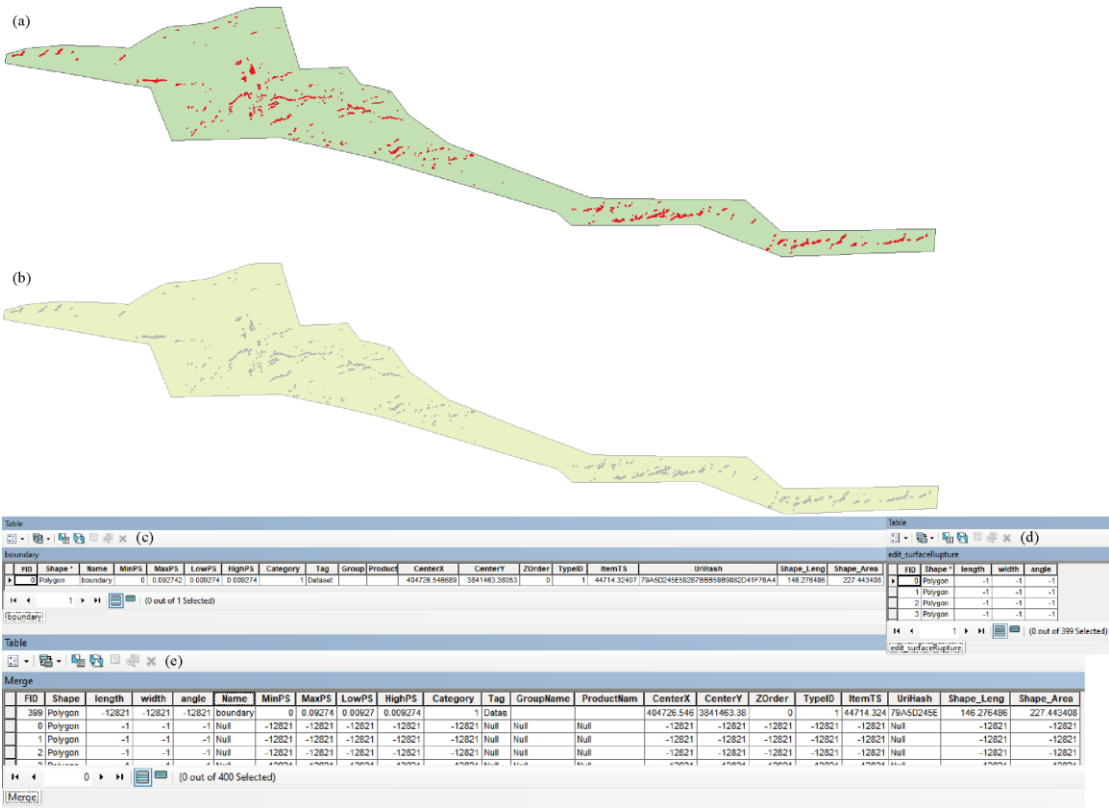 (a)
(b)
Table
(c)
boundary
FID Shape * Name MinPS MaxPS LowPS HighPS Category Tag Group Product CenterX CenterY ZOrder TypeID ItemTS UriHash Shape_Leng Shape_Area
0 Polygon boundary 0 0.092742 0.009274 0.009274 1 Dataset 404726.546689 3841463.38053 0 1 44714.32407 146.276486 227.443408
1 (0 out of 1 Selected)
boundary
Table
(d)
edit_surfaceRupture
FID Shape * length width angle
0 Polygon -1 -1 -1
1 Polygon -1 -1 -1
2 Polygon -1 -1 -1
3 Polygon -1 -1 -1
1 (0 out of 399 Selected)
edit_surfaceRupture
Table
(e)
Merge
FID Shape length width angle Name MinPS MaxPS LowPS HighPS Category Tag GroupName ProductNam CenterX CenterY ZOrder TypeID ItemTS UriHash Shape_Leng Shape_Area
399 Polygon -12821 -12821 -12821 boundary 0 0.09274 0.00927 0.009274 1 Datas 404726.546 3841463.38 0 1 44714.324 79A5D245E 146.276486 227.443408
0 Polygon -1 -1 -1 Null -12821 -12821 -12821 -12821 -12821 Null Null Null -12821 -12821 -12821 -12821 -12821 Null -12821 -12821
1 Polygon -1 -1 -1 Null -12821 -12821 -12821 -12821 -12821 Null Null Null -12821 -12821 -12821 -12821 -12821 Null -12821 -12821
2 Polygon -1 -1 -1 Null -12821 -12821 -12821 -12821 -12821 Null Null Null -12821 -12821 -12821 -12821 -12821 Null -12821 -12821
0 (0 out of 400 Selected)
Merge